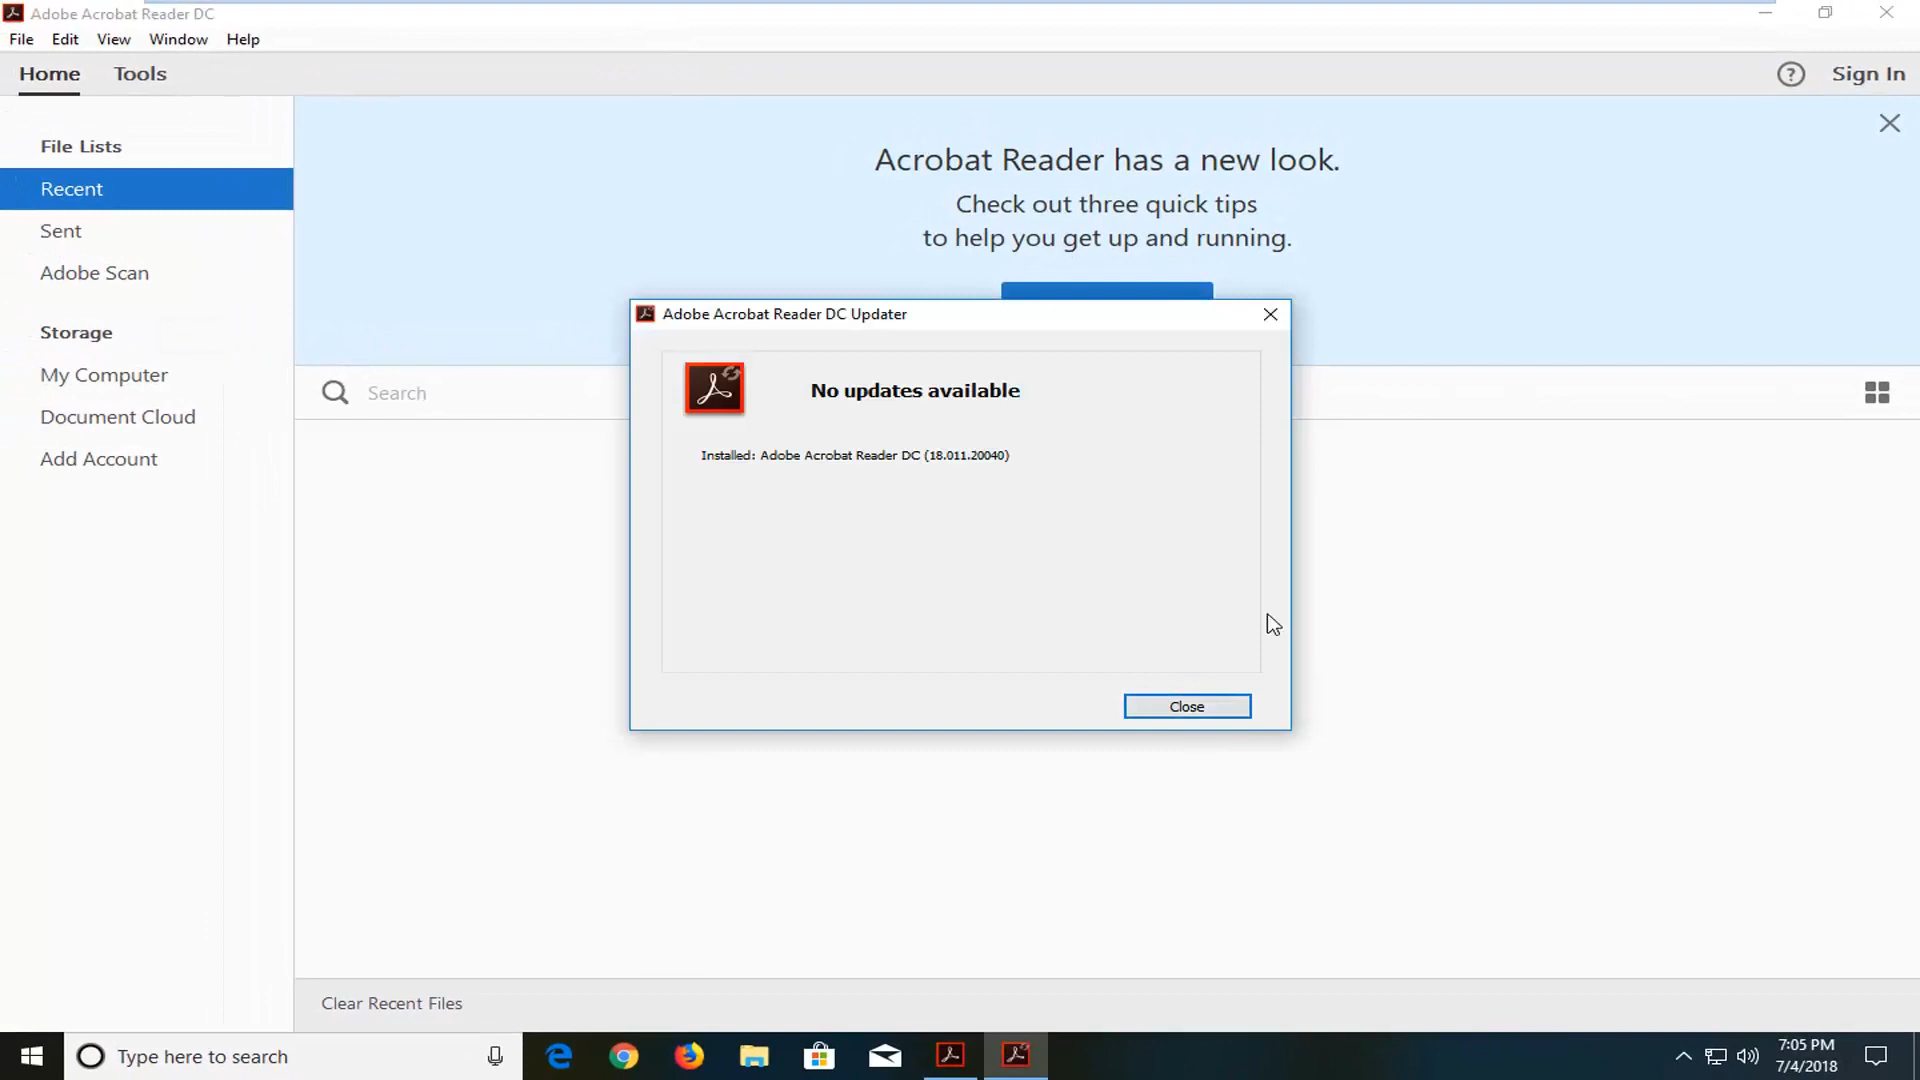 Adobe Acrobat Reader DC
File Edit View Window Help
Home Tools
Sign In
File Lists
Recent
Sent
Adobe Scan
Storage
My Computer
Document Cloud
Add Account
Acrobat Reader has a new look.
Check out three quick tips
to help you get up and running.
Search
Adobe Acrobat Reader DC Updater
No updates available
Installed: Adobe Acrobat Reader DC (18.011.20040)
Close
Clear Recent Files
Type here to search
7:05 PM
7/4/2018